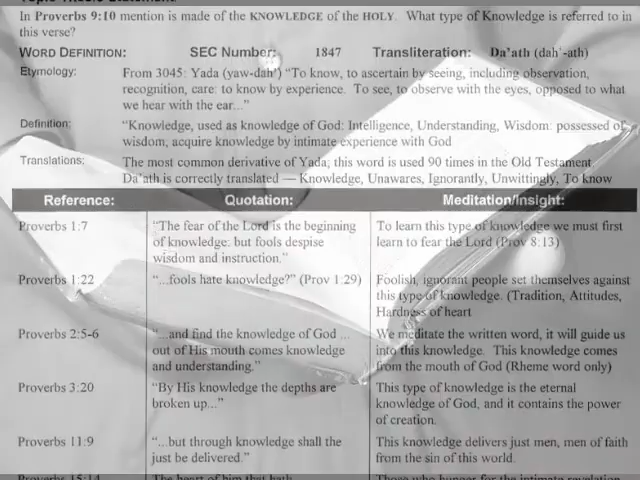 In Proverbs 9:10 mention is made of the KNOWLEDGE of the HOLY. What type of Knowledge is referred to in
this verse?
WORD DEFINITION: SEC Number: 1847 Transliteration: Da'ath (dah'-ath)
Etymology: From 3045: Yada (yaw-dah') "To know, to ascertain by seeing, including observation,
recognition, care: to know by experience. To see, to observe with the eyes, opposed to what
we hear with the ear..."
Definition: "Knowledge, used as knowledge of God: Intelligence, Understanding, Wisdom: possessed of
wisdom, acquire knowledge by intimate experience with God
Translations: The most common derivative of Yada; this word is used 90 times in the Old Testament
Da'ath is correctly translated — Knowledge, Unawares, Ignorantly, Unwittingly, To know
Reference: Quotation: Meditation/Insight:
Proverbs 1:7 "The fear of the Lord is the beginning To learn this type of knowledge we must first
of knowledge: but fools despise learn to fear the Lord (Prov 8:13)
wisdom and instruction."
Proverbs 1:22 "...fools hate knowledge?" (Prov 1:29) Foolish, ignorant people set themselves against
this type of knowledge. (Tradition, Attitudes,
Hardness of heart
Proverbs 2:5-6 "...and find the knowledge of God ... We meditate the written word, it will guide us
out of His mouth comes knowledge into this knowledge. This knowledge comes
and understanding." from the mouth of God (Rheme word only)
Proverbs 3:20 "By His knowledge the depths are This type of knowledge is the eternal
broken up..." knowledge of God, and it contains the power
of creation.
Proverbs 11:9 "...but through knowledge shall the This knowledge delivers just men, men of faith
just be delivered." from the sin of this world.